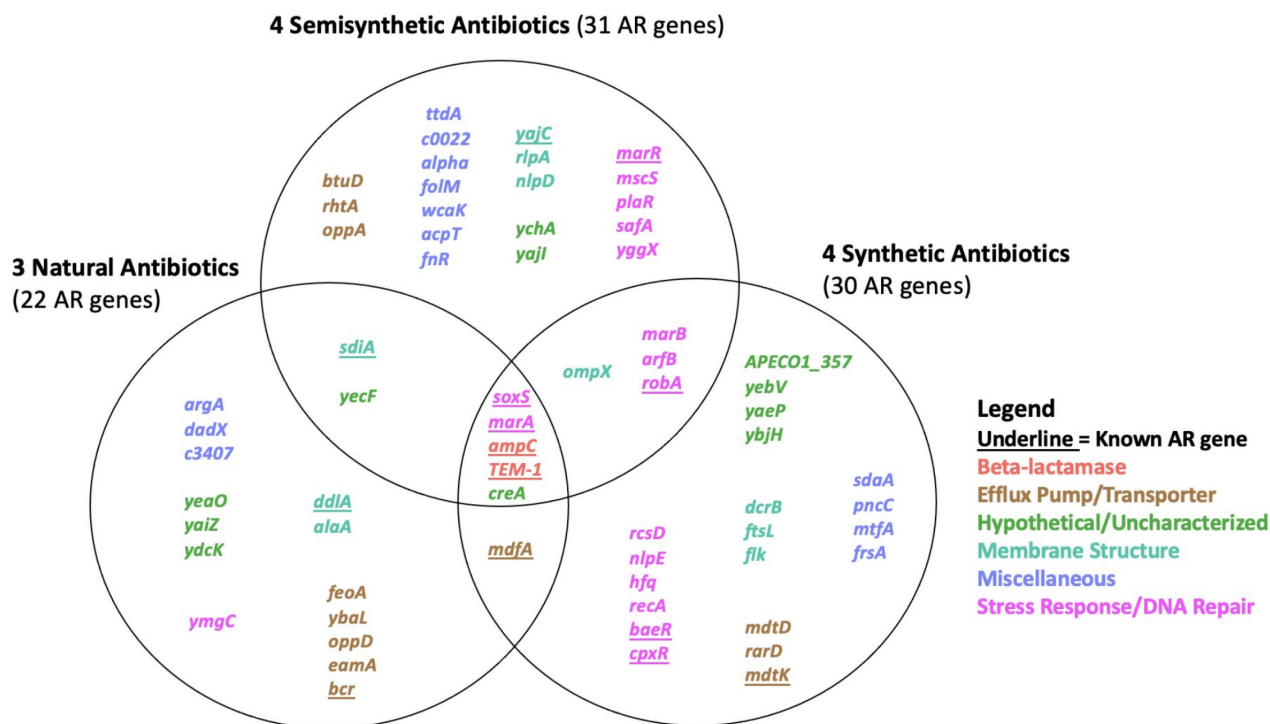 4 Semisynthetic Antibiotics (31 AR genes)
ttdA
c0022
alpha
folM
wcaK
acpT
fnR
yajC
rlpA
nlpD
ychA
yajI
marR
mscS
plaR
safA
yggX
btuD
rhtA
oppA
3 Natural Antibiotics
(22 AR genes)
4 Synthetic Antibiotics
(30 AR genes)
sdiA
yecF
ompX
marB
arfB
robA
soxS
marA
ampC
TEM-1
creA
mdfA
argA
dadX
c3407
yeaO
yaiZ
ydcK
ddlA
alaA
ymgC
feoA
ybaL
oppD
eamA
bcr
APECO1_357
yebV
yaeP
ybjH
sdaA
pncC
mtfA
frsA
dcrB
ftsL
flk
rcsD
nlpE
hfq
recA
baeR
cpxR
mdtD
rarD
mdtK
Legend
Underline = Known AR gene
Beta-lactamase
Efflux Pump/Transporter
Hypothetical/Uncharacterized
Membrane Structure
Miscellaneous
Stress Response/DNA Repair